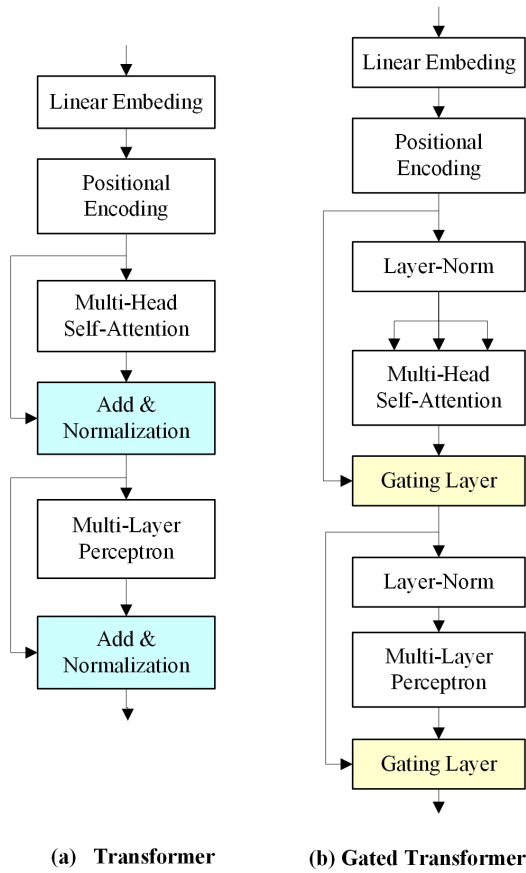 Linear Embeding
Positional
Encoding
Multi-Head
Self-Attention
Add &
Normalization
Multi-Layer
Perceptron
Add &
Normalization
(a) Transformer
Linear Embeding
Positional
Encoding
Layer-Norm
Multi-Head
Self-Attention
Gating Layer
Layer-Norm
Multi-Layer
Perceptron
Gating Layer
(b) Gated Transformer